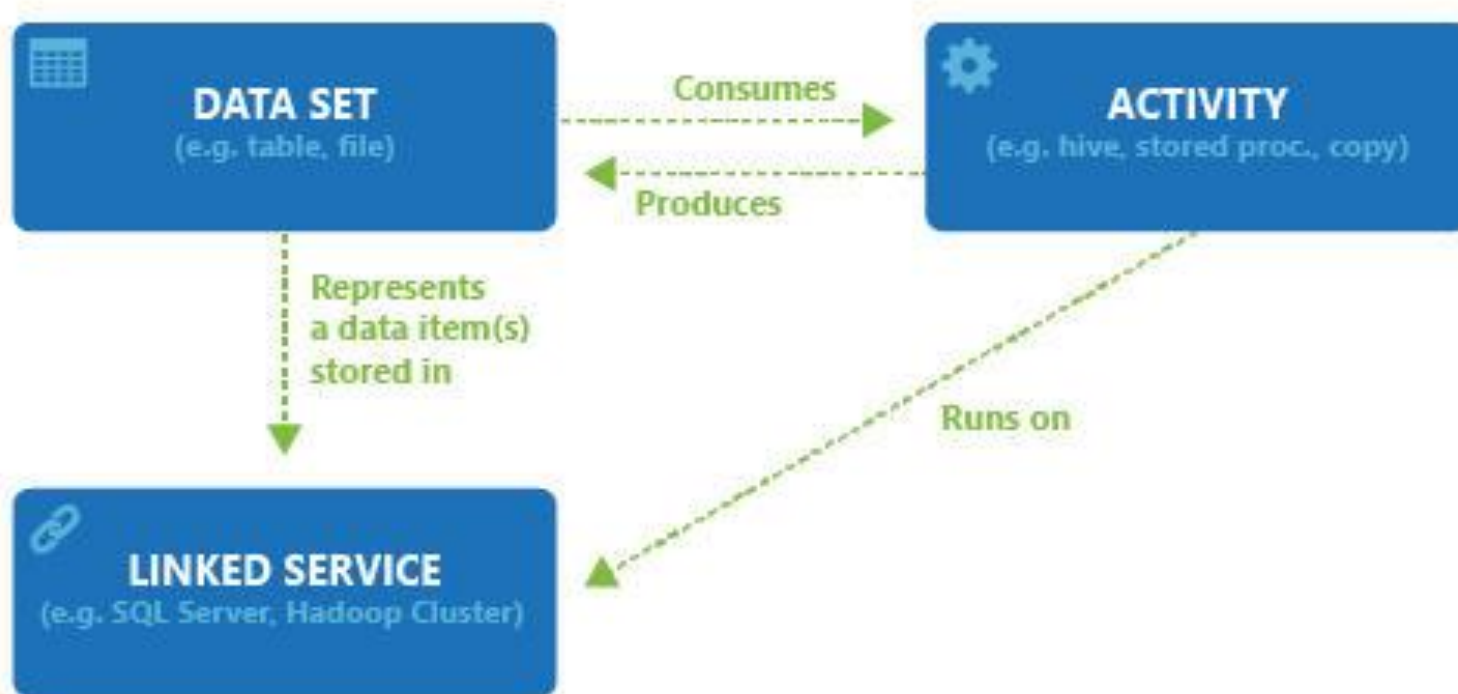 DATA SET
(e.g. table, file)
Consumes
Produces
ACTIVITY
(e.g. hive, stored proc., copy)
Represents
a data item(s)
stored in
Runs on
LINKED SERVICE
(e.g. SQL Server, Hadoop Cluster)